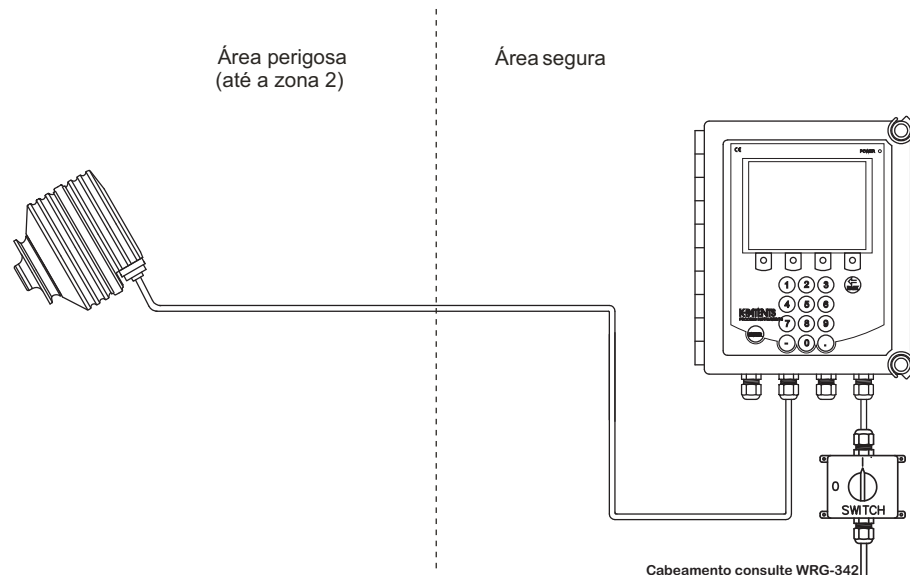 Área perigosa
(até a zona 2)
Área segura
CE
POWER
1 2 3
4 5 6
K-PATENTS
7 8 9
- 0 .
I
O
SWITCH
Cabeamento consulte WRG-342